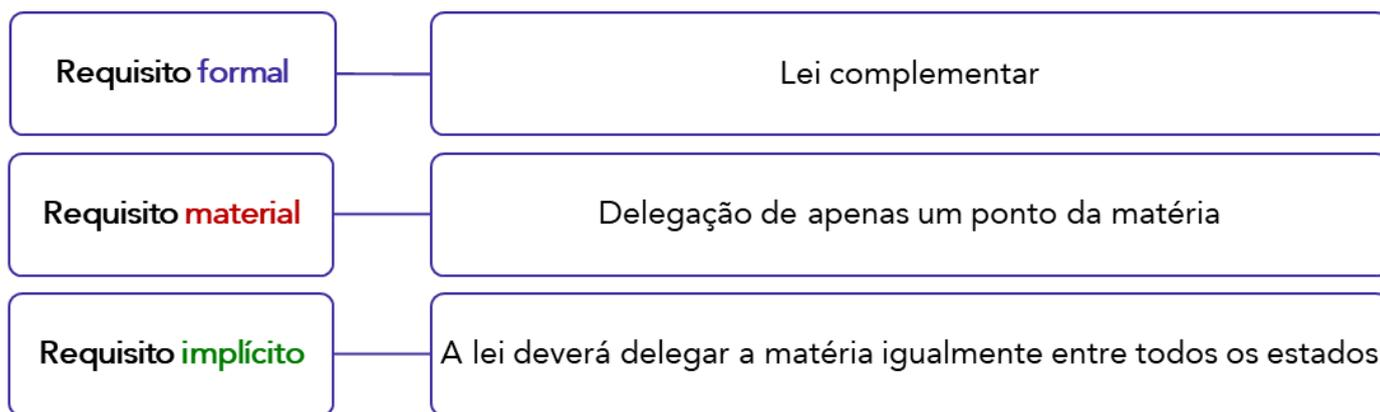 Requisito formal
Lei complementar
Requisito material
Delegação de apenas um ponto da matéria
Requisito implícito
A lei deverá delegar a matéria igualmente entre todos os estados